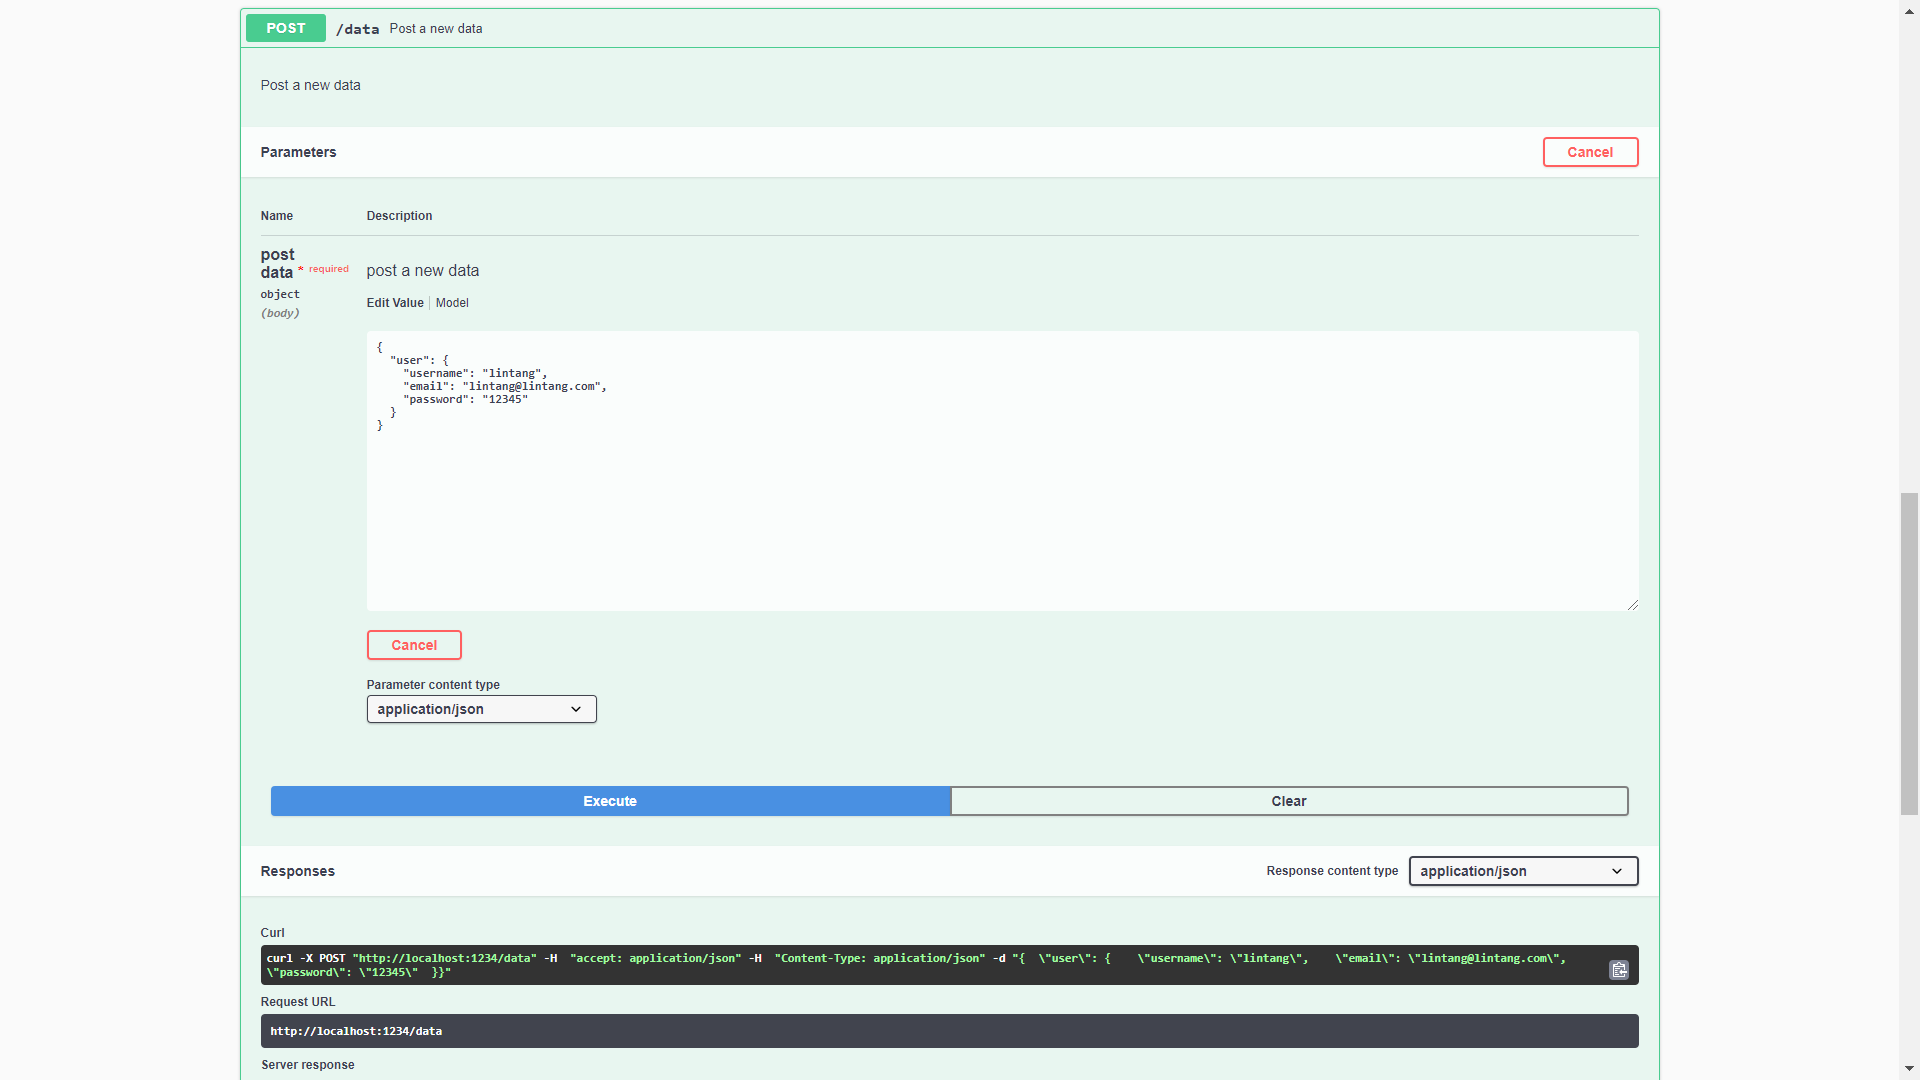 POST /data Post a new data
Post a new data
Parameters Cancel
Name Description
post data * required
object
(body)
post a new data
Edit Value Model
{
  "user": {
    "username": "lintang",
    "email": "lintang@lintang.com",
    "password": "12345"
  }
}
Cancel
Parameter content type
application/json
Execute Clear
Responses Response content type application/json
Curl
curl -X POST "http://localhost:1234/data" -H  "accept: application/json" -H  "Content-Type: application/json" -d "{  \"user\": {    \"username\": \"lintang\",    \"email\": \"lintang@lintang.com\",
\"password\": \"12345\"  }}"
Request URL
http://localhost:1234/data
Server response